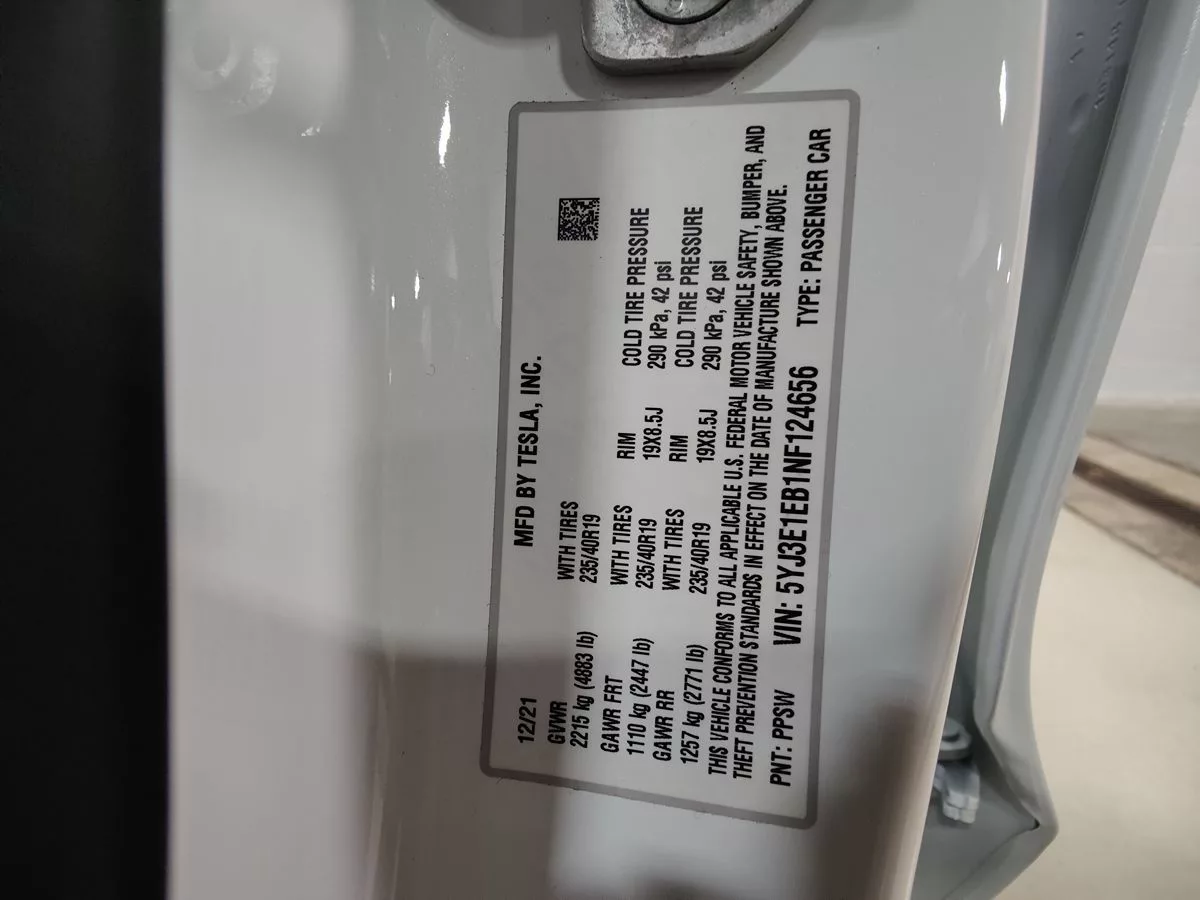 MFD BY TESLA, INC.
12/21
GVWR WITH TIRES
2215 kg (4883 lb) 235/40R19
GAWR FRT WITH TIRES RIM COLD TIRE PRESSURE
1110 kg (2447 lb) 235/40R19 19X8.5J 290 kPa, 42 psi
GAWR RR WITH TIRES RIM COLD TIRE PRESSURE
1257 kg (2771 lb) 235/40R19 19X8.5J 290 kPa, 42 psi
THIS VEHICLE CONFORMS TO ALL APPLICABLE U.S. FEDERAL MOTOR VEHICLE SAFETY, BUMPER, AND
THEFT PREVENTION STANDARDS IN EFFECT ON THE DATE OF MANUFACTURE SHOWN ABOVE.
PNT: PPSW VIN: 5YJ3E1EB1NF124656 TYPE: PASSENGER CAR